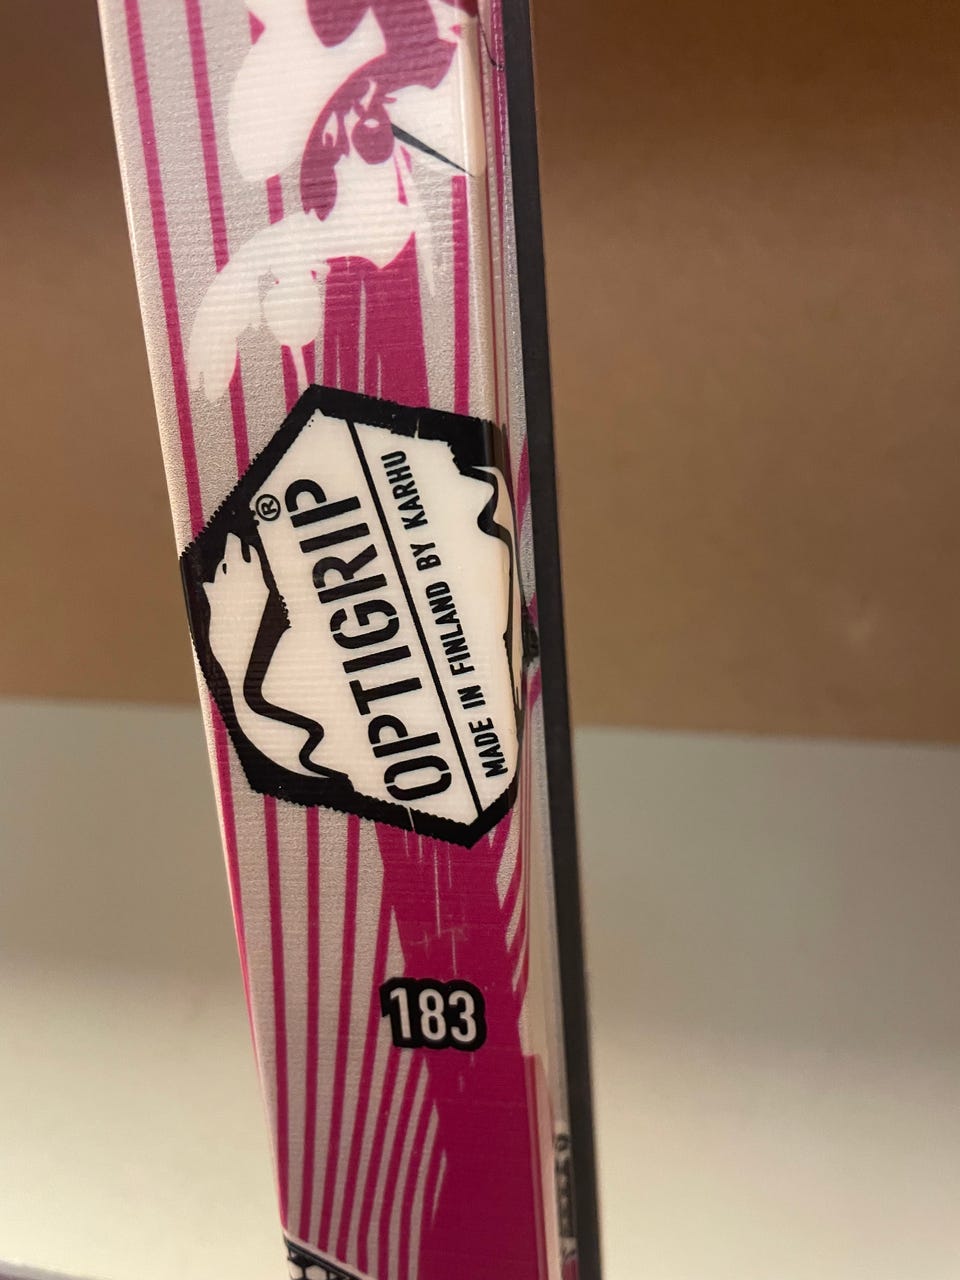 OPTIGRIP®
MADE IN FINLAND BY KARHU
183